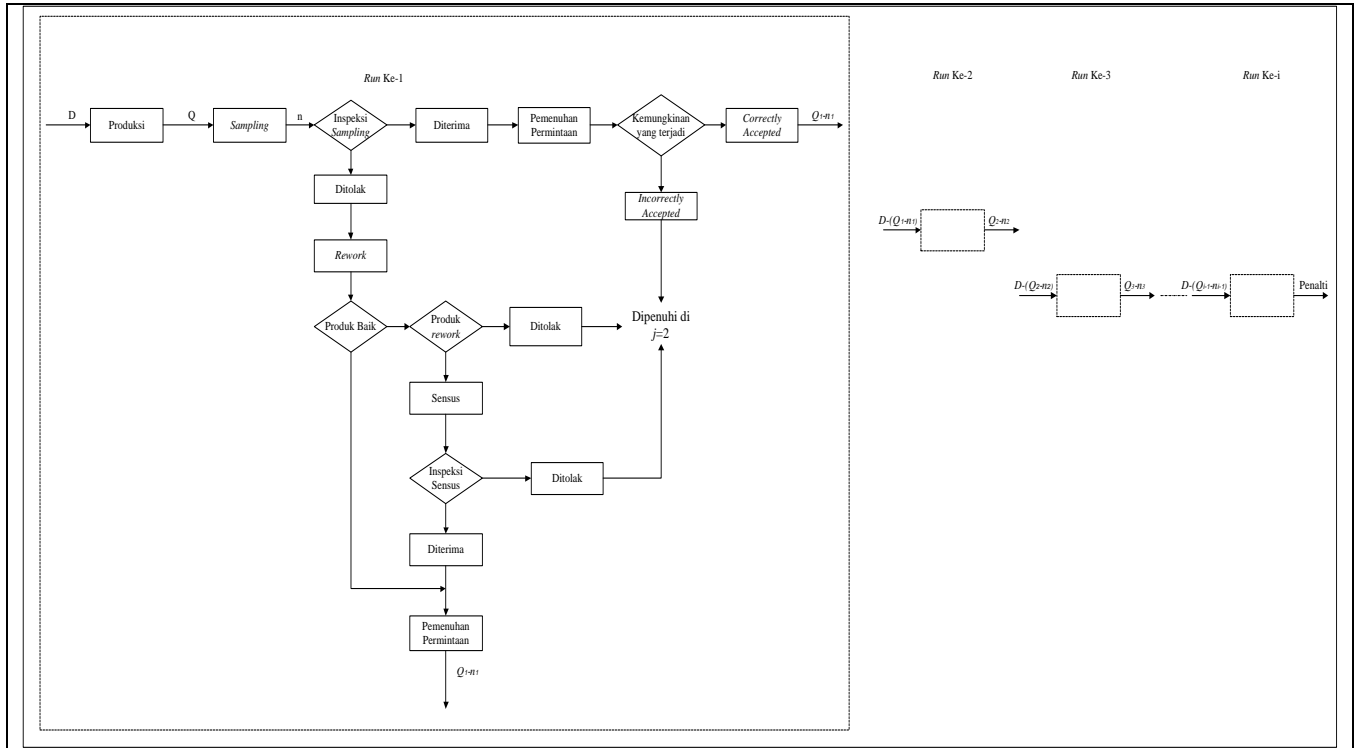 Run Ke-1
Run Ke-2
Run Ke-3
Run Ke-i
D
Produksi
Q
Sampling
n
Inspeksi
Sampling
Diterima
Pemenuhan
Permintaan
Kemungkinan
yang terjadi
Correctly
Accepted
Q1-n1
Ditolak
Incorrectly
Accepted
Rework
D-(Q1-n1)
Q2-n2
D-(Q2-n2)
Q3-n3
D-(Qi-1-ni-1)
Penalti
Produk Baik
Produk
rework
Ditolak
Dipenuhi di
j=2
Sensus
Inspeksi
Sensus
Ditolak
Diterima
Pemenuhan
Permintaan
Q1-n1